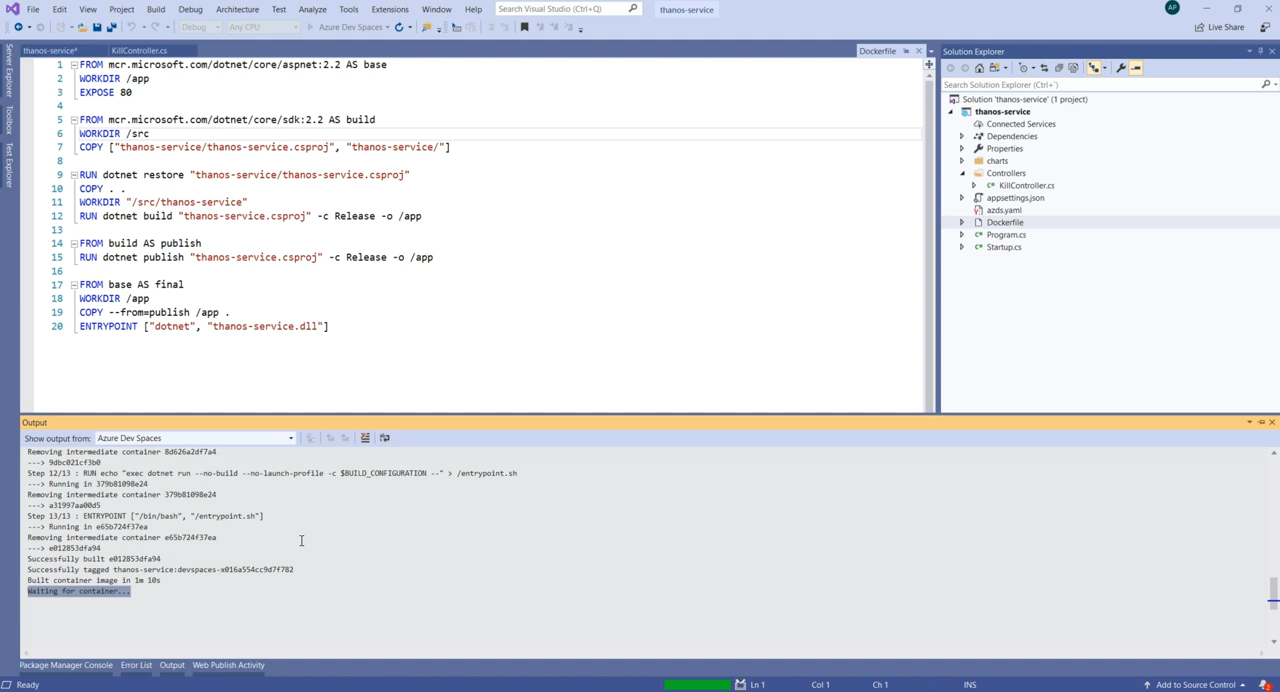 File Edit View Project Build Debug Architecture Test Analyze Tools Extensions Window Help Search Visual Studio (Ctrl+Q) thanos-service AP
Debug Any CPU Azure Dev Spaces Live Share
thanos-service* KillController.cs Dockerfile
Server Explorer
Toolbox
Test Explorer
1 FROM mcr.microsoft.com/dotnet/core/aspnet:2.2 AS base
2 WORKDIR /app
3 EXPOSE 80
4
5 FROM mcr.microsoft.com/dotnet/core/sdk:2.2 AS build
6 WORKDIR /src
7 COPY ["thanos-service/thanos-service.csproj", "thanos-service/"]
8
9 RUN dotnet restore "thanos-service/thanos-service.csproj"
10 COPY . .
11 WORKDIR "/src/thanos-service"
12 RUN dotnet build "thanos-service.csproj" -c Release -o /app
13
14 FROM build AS publish
15 RUN dotnet publish "thanos-service.csproj" -c Release -o /app
16
17 FROM base AS final
18 WORKDIR /app
19 COPY --from=publish /app .
20 ENTRYPOINT ["dotnet", "thanos-service.dll"]
Solution Explorer
Search Solution Explorer (Ctrl+´)
Solution 'thanos-service' (1 project)
thanos-service
Connected Services
Dependencies
Properties
charts
Controllers
KillController.cs
appsettings.json
azds.yaml
Dockerfile
Program.cs
Startup.cs
Output
Show output from: Azure Dev Spaces
Removing intermediate container 8d626a2df7a4
---> 9dbc021cf3b0
Step 12/13 : RUN echo "exec dotnet run --no-build --no-launch-profile -c $BUILD_CONFIGURATION --" > /entrypoint.sh
---> Running in 379b81098e24
Removing intermediate container 379b81098e24
---> a31997aa00d5
Step 13/13 : ENTRYPOINT ["/bin/bash", "/entrypoint.sh"]
---> Running in e65b724f37ea
Removing intermediate container e65b724f37ea
---> e012853dfa94
Successfully built e012853dfa94
Successfully tagged thanos-service:devspaces-x016a554cc9d7f782
Built container image in 1m 10s
Waiting for container...
Package Manager Console Error List Output Web Publish Activity
Ready Ln 1 Col 1 Ch 1 INS Add to Source Control 2